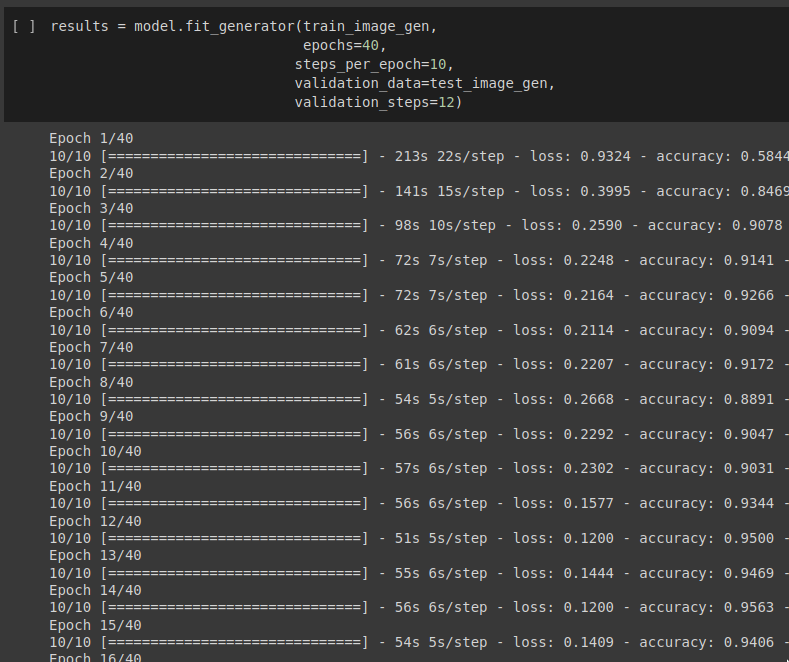 [ ] results = model.fit_generator(train_image_gen,
epochs=40,
steps_per_epoch=10,
validation_data=test_image_gen,
validation_steps=12)
Epoch 1/40
10/10 [==============================] - 213s 22s/step - loss: 0.9324 - accuracy: 0.5844
Epoch 2/40
10/10 [==============================] - 141s 15s/step - loss: 0.3995 - accuracy: 0.8469
Epoch 3/40
10/10 [==============================] - 98s 10s/step - loss: 0.2590 - accuracy: 0.9078
Epoch 4/40
10/10 [==============================] - 72s 7s/step - loss: 0.2248 - accuracy: 0.9141 -
Epoch 5/40
10/10 [==============================] - 72s 7s/step - loss: 0.2164 - accuracy: 0.9266 -
Epoch 6/40
10/10 [==============================] - 62s 6s/step - loss: 0.2114 - accuracy: 0.9094 -
Epoch 7/40
10/10 [==============================] - 61s 6s/step - loss: 0.2207 - accuracy: 0.9172 -
Epoch 8/40
10/10 [==============================] - 54s 5s/step - loss: 0.2668 - accuracy: 0.8891 -
Epoch 9/40
10/10 [==============================] - 56s 6s/step - loss: 0.2292 - accuracy: 0.9047 -
Epoch 10/40
10/10 [==============================] - 57s 6s/step - loss: 0.2302 - accuracy: 0.9031 -
Epoch 11/40
10/10 [==============================] - 56s 6s/step - loss: 0.1577 - accuracy: 0.9344 -
Epoch 12/40
10/10 [==============================] - 51s 5s/step - loss: 0.1200 - accuracy: 0.9500 -
Epoch 13/40
10/10 [==============================] - 55s 6s/step - loss: 0.1444 - accuracy: 0.9469 -
Epoch 14/40
10/10 [==============================] - 56s 6s/step - loss: 0.1200 - accuracy: 0.9563 -
Epoch 15/40
10/10 [==============================] - 54s 5s/step - loss: 0.1409 - accuracy: 0.9406 -
Epoch 16/40